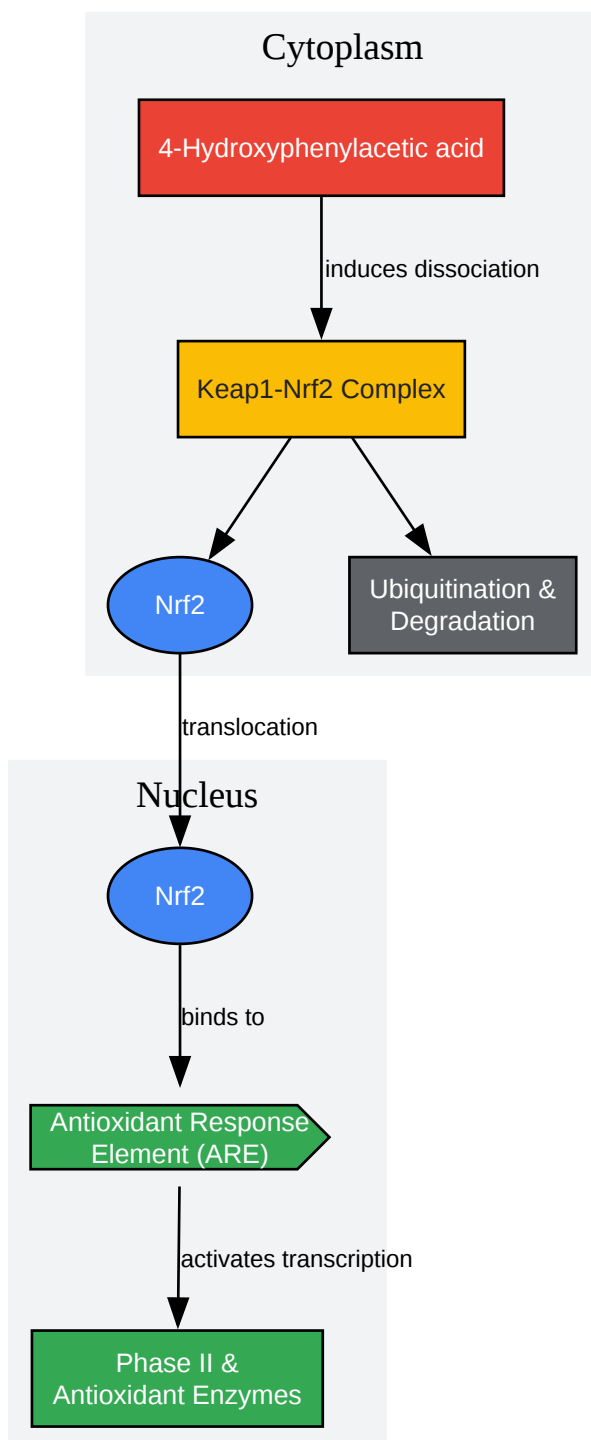 Cytoplasm
4-Hydroxyphenylacetic acid
induces dissociation
Keap1-Nrf2 Complex
Nrf2
Ubiquitination &
Degradation
translocation
Nucleus
Nrf2
binds to
Antioxidant Response
Element (ARE)
activates transcription
Phase II &
Antioxidant Enzymes